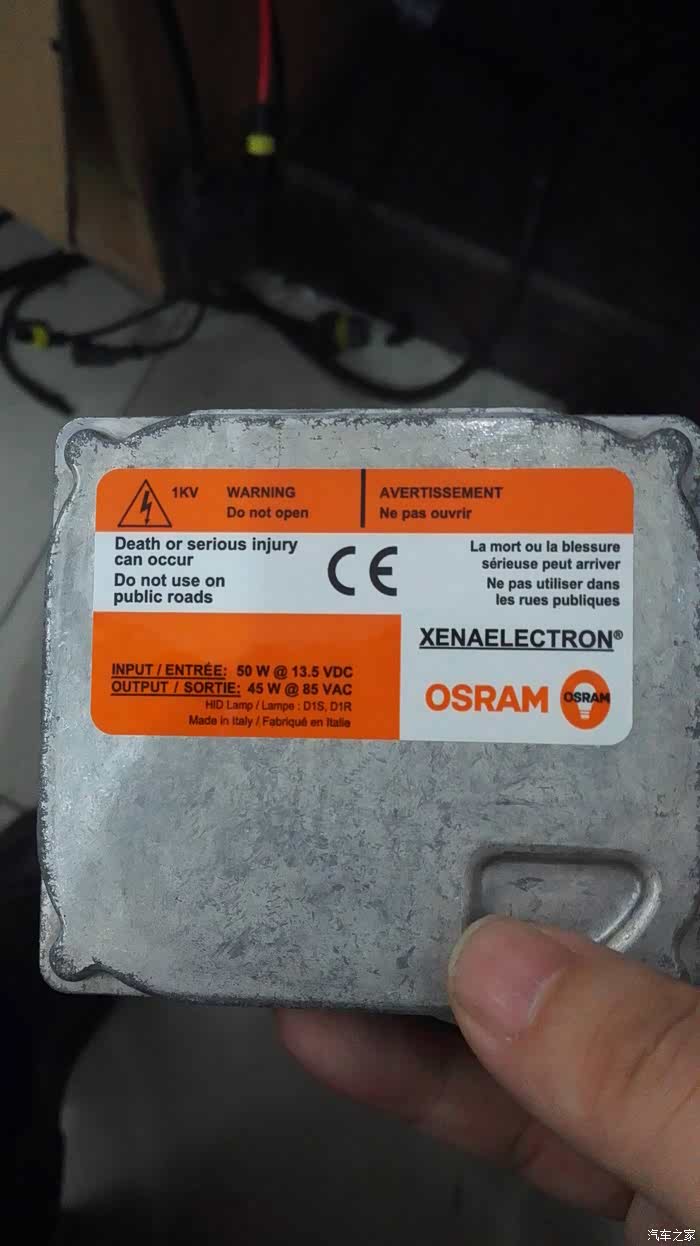 1KV WARNING
Do not open
AVERTISSEMENT
Ne pas ouvrir
Death or serious injury
can occur
Do not use on
public roads
CE
La mort ou la blessure
sérieuse peut arriver
Ne pas utiliser dans
les rues publiques
INPUT / ENTRÉE: 50 W @ 13.5 VDC
OUTPUT / SORTIE: 45 W @ 85 VAC
HID Lamp / Lampe : D1S, D1R
Made in Italy / Fabriqué en Italie
XENAELECTRON®
OSRAM OSRAM
汽车之家